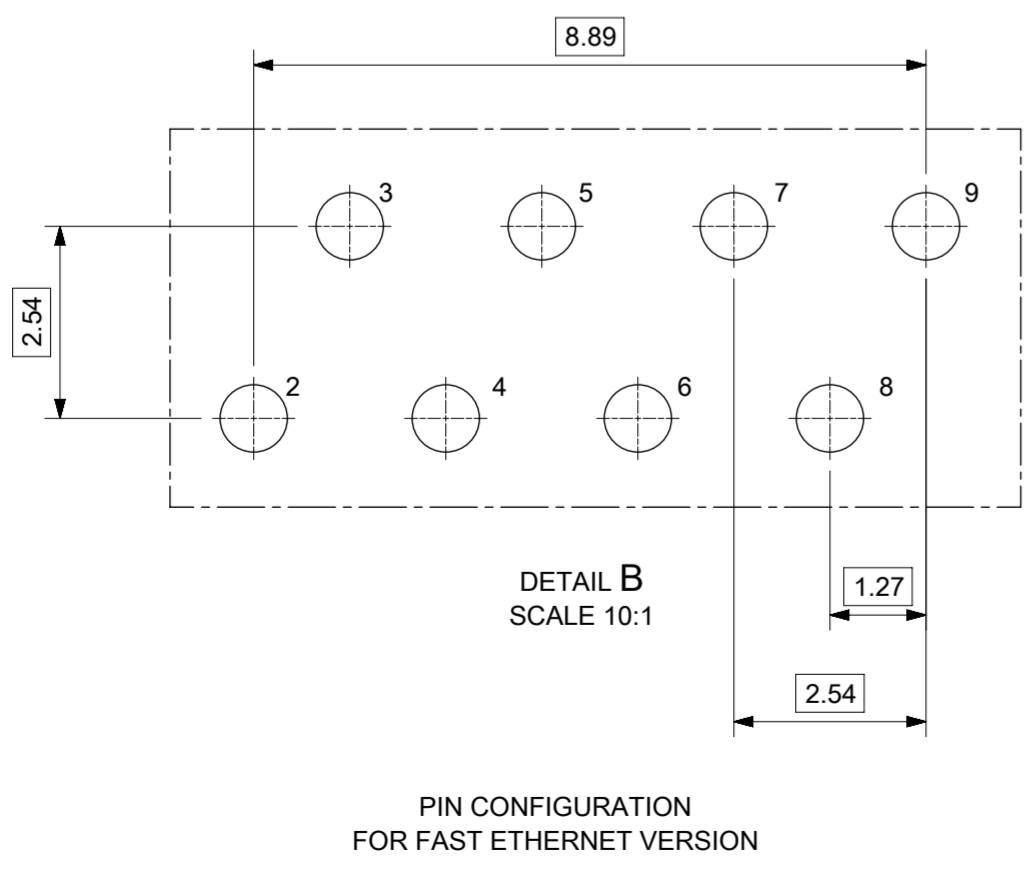 8.89
3 5 7 9
2.54
2 4 6 8
DETAIL B
SCALE 10:1
1.27
2.54
PIN CONFIGURATION
FOR FAST ETHERNET VERSION